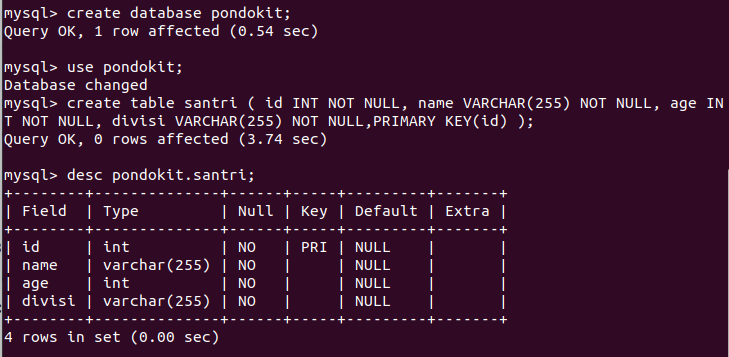 mysql> create database pondokit;
Query OK, 1 row affected (0.54 sec)
mysql> use pondokit;
Database changed
mysql> create table santri ( id INT NOT NULL, name VARCHAR(255) NOT NULL, age IN
T NOT NULL, divisi VARCHAR(255) NOT NULL,PRIMARY KEY(id) );
Query OK, 0 rows affected (3.74 sec)
mysql> desc pondokit.santri;
+--------+--------------+------+-----+---------+-------+
| Field  | Type         | Null | Key | Default | Extra |
+--------+--------------+------+-----+---------+-------+
| id     | int          | NO   | PRI | NULL    |       |
| name   | varchar(255) | NO   |     | NULL    |       |
| age    | int          | NO   |     | NULL    |       |
| divisi | varchar(255) | NO   |     | NULL    |       |
+--------+--------------+------+-----+---------+-------+
4 rows in set (0.00 sec)